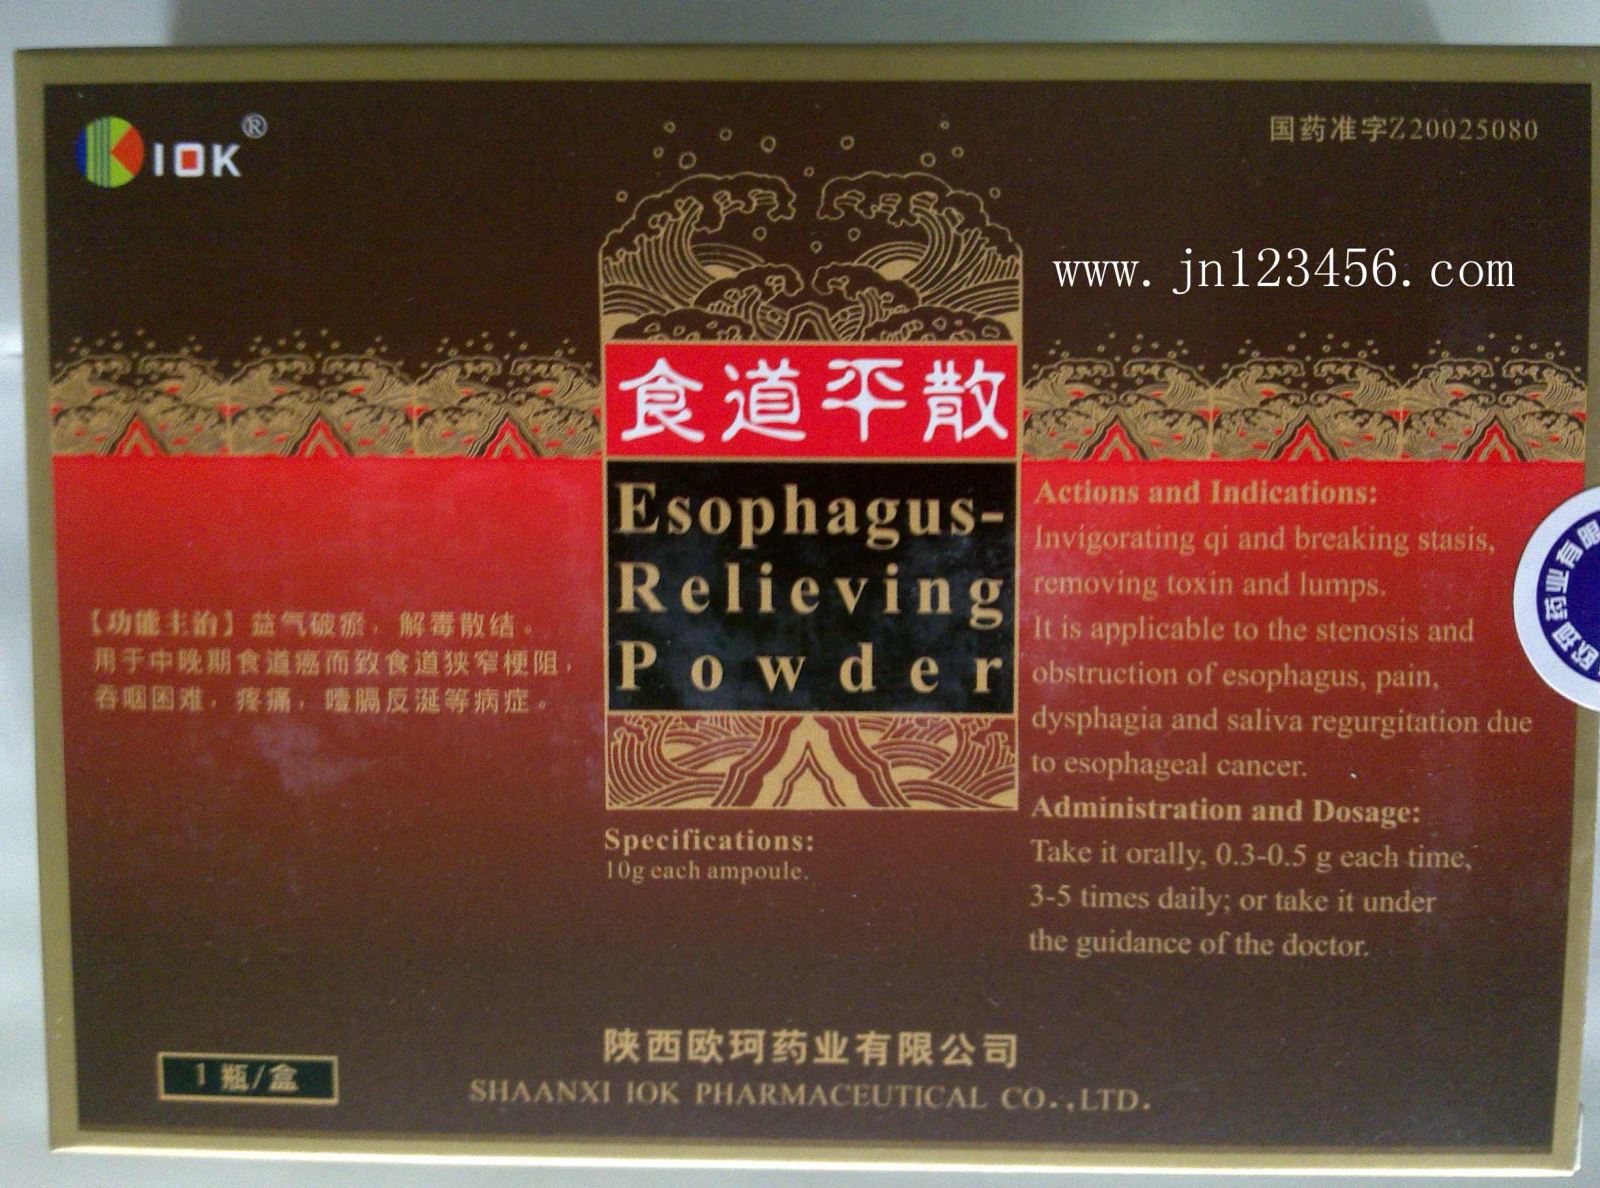 IOK®
国药准字Z20025080
www.jn123456.com
食道平散
Esophagus-
Relieving
Powder
【功能主治】益气破瘀，解毒散结。
用于中晚期食道癌而致食道狭窄梗阻，
吞咽困难，疼痛，噎膈反涎等病症。
Actions and Indications:
Invigorating qi and breaking stasis,
removing toxin and lumps.
It is applicable to the stenosis and
obstruction of esophagus, pain,
dysphagia and saliva regurgitation due
to esophageal cancer.
Administration and Dosage:
Take it orally, 0.3-0.5 g each time,
3-5 times daily; or take it under
the guidance of the doctor.
Specifications:
10g each ampoule.
欧珂药业有限
陕西欧珂药业有限公司
SHAANXI IOK PHARMACEUTICAL CO.,LTD.
1瓶/盒